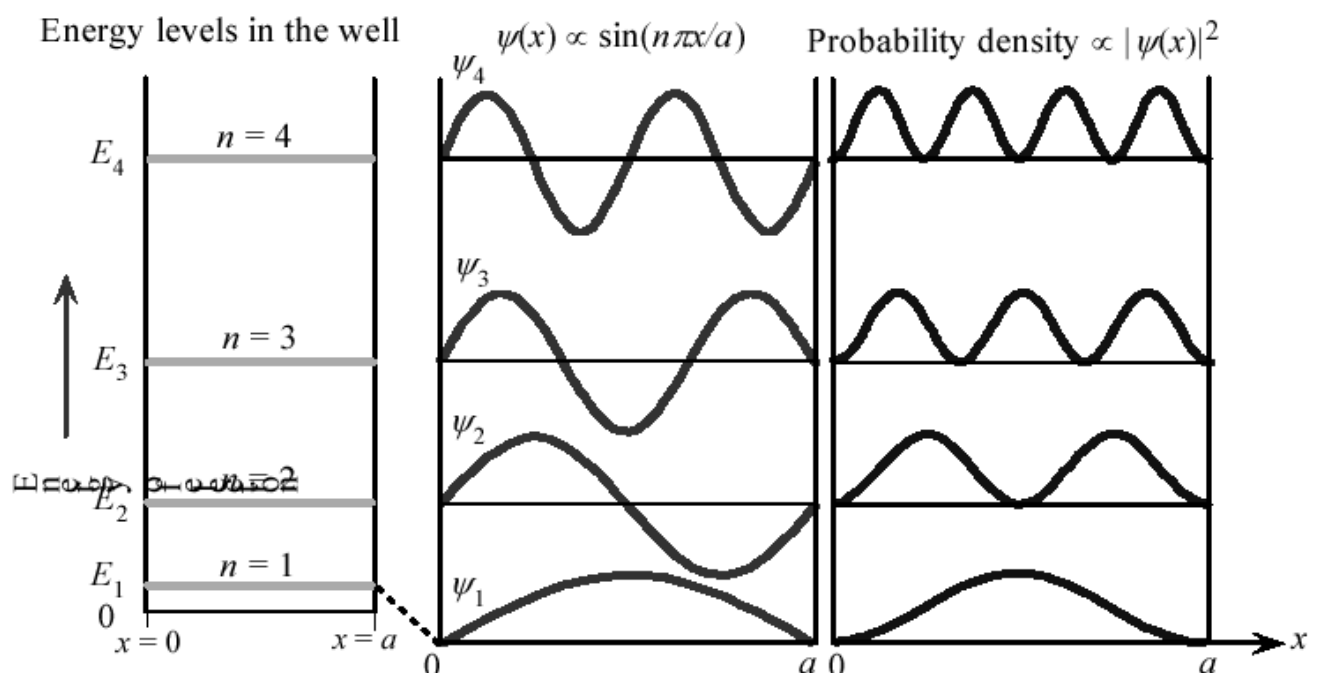 Energy levels in the well
ψ(x) ∝ sin(nπx/a)
Probability density ∝ |ψ(x)|²
E₄
n = 4
E₃
n = 3
E₂
n = 2
E₁
n = 1
0
x = 0
x = a
ψ₄
ψ₃
ψ₂
ψ₁
0
a
0
a
x